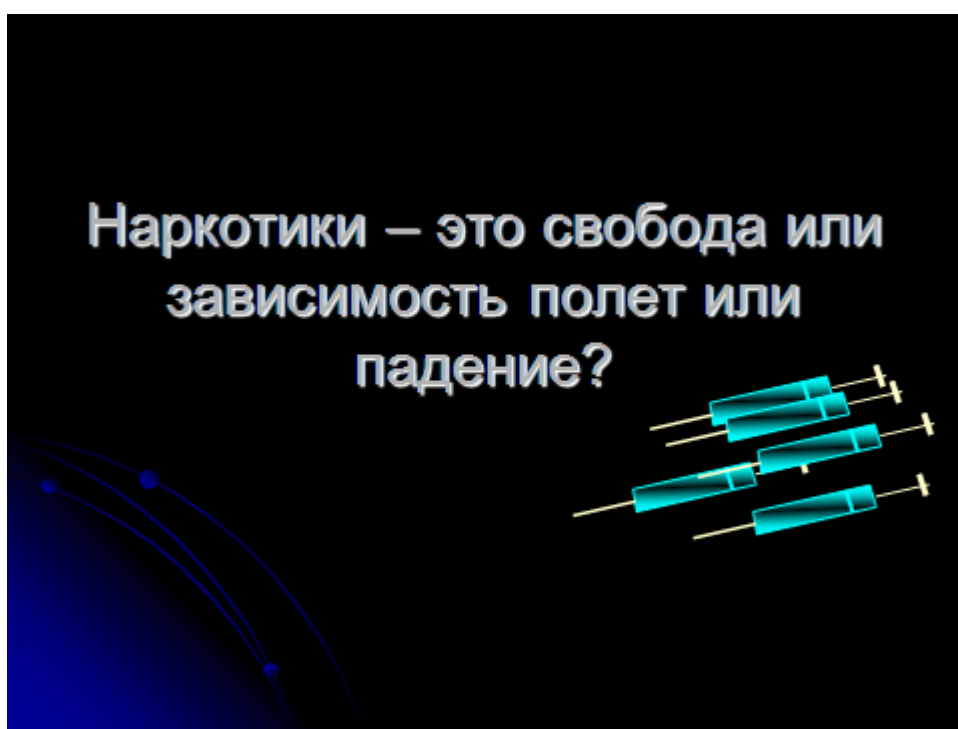 Наркотики – это свобода или
зависимость полет или
падение?